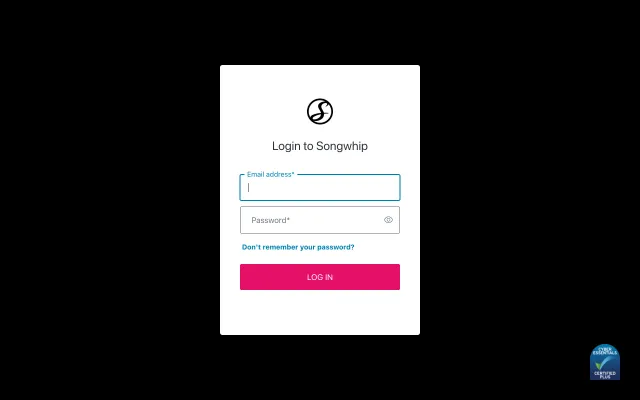 Login to Songwhip
Email address*
Password*
Don't remember your password?
LOG IN
CYBER
ESSENTIALS
CERTIFIED
PLUS